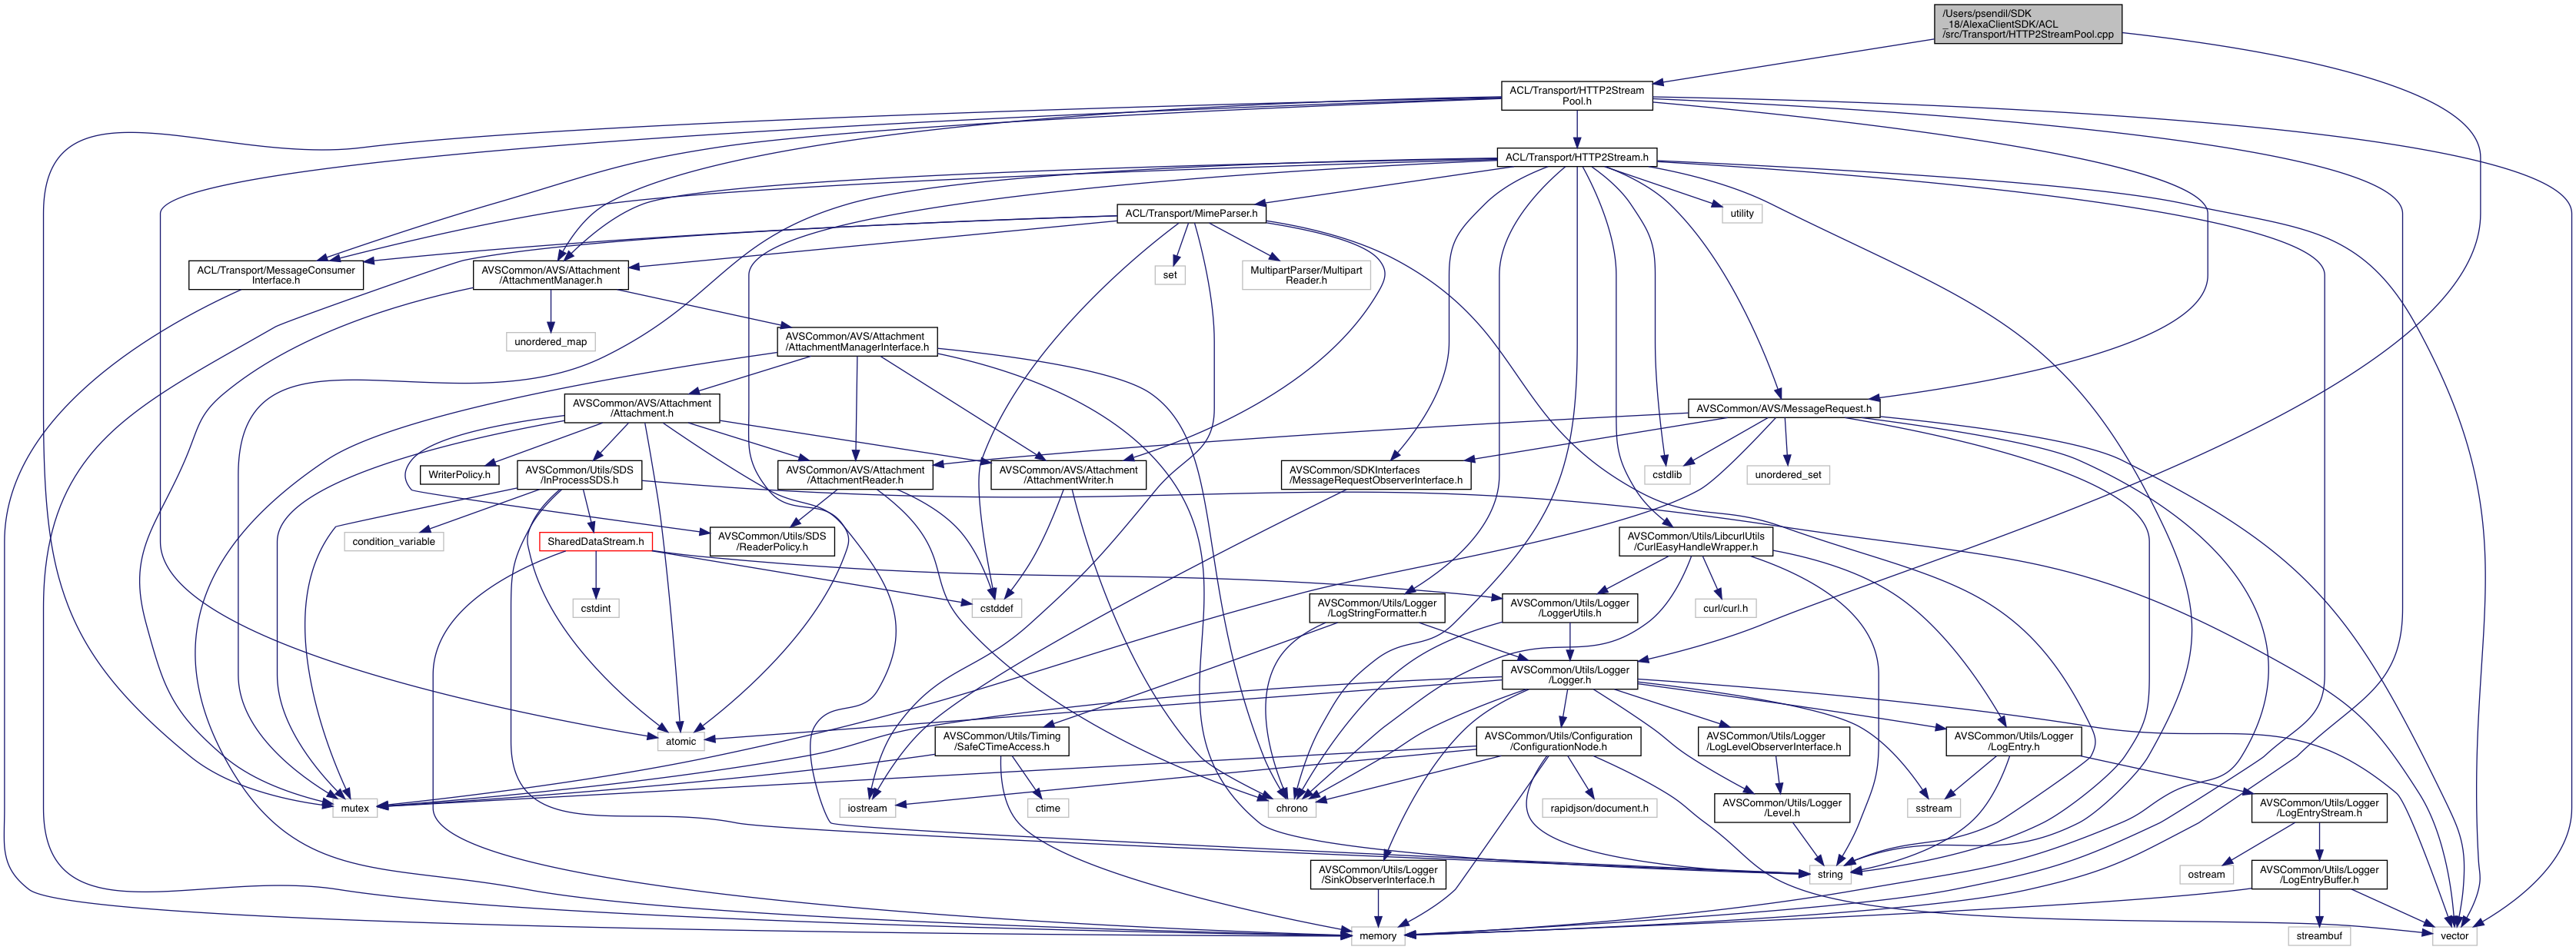 /Users/psendil/SDK
_18/AlexaClientSDK/ACL
/src/Transport/HTTP2StreamPool.cpp
ACL/Transport/HTTP2Stream
Pool.h
ACL/Transport/HTTP2Stream.h
ACL/Transport/MimeParser.h
utility
ACL/Transport/MessageConsumer
Interface.h
AVSCommon/AVS/Attachment
/AttachmentManager.h
set
MultipartParser/Multipart
Reader.h
unordered_map
AVSCommon/AVS/Attachment
/AttachmentManagerInterface.h
AVSCommon/AVS/Attachment
/Attachment.h
AVSCommon/AVS/MessageRequest.h
WriterPolicy.h
AVSCommon/Utils/SDS
/InProcessSDS.h
AVSCommon/AVS/Attachment
/AttachmentReader.h
AVSCommon/AVS/Attachment
/AttachmentWriter.h
AVSCommon/SDKInterfaces
/MessageRequestObserverInterface.h
cstdlib
unordered_set
condition_variable
SharedDataStream.h
AVSCommon/Utils/SDS
/ReaderPolicy.h
AVSCommon/Utils/LibcurlUtils
/CurlEasyHandleWrapper.h
cstdint
cstddef
AVSCommon/Utils/Logger
/LogStringFormatter.h
AVSCommon/Utils/Logger
/LoggerUtils.h
curl/curl.h
AVSCommon/Utils/Logger
/Logger.h
atomic
AVSCommon/Utils/Timing
/SafeCTimeAccess.h
AVSCommon/Utils/Configuration
/ConfigurationNode.h
AVSCommon/Utils/Logger
/LogLevelObserverInterface.h
AVSCommon/Utils/Logger
/LogEntry.h
mutex
iostream
ctime
chrono
rapidjson/document.h
AVSCommon/Utils/Logger
/Level.h
sstream
AVSCommon/Utils/Logger
/LogEntryStream.h
AVSCommon/Utils/Logger
/SinkObserverInterface.h
string
ostream
AVSCommon/Utils/Logger
/LogEntryBuffer.h
memory
streambuf
vector